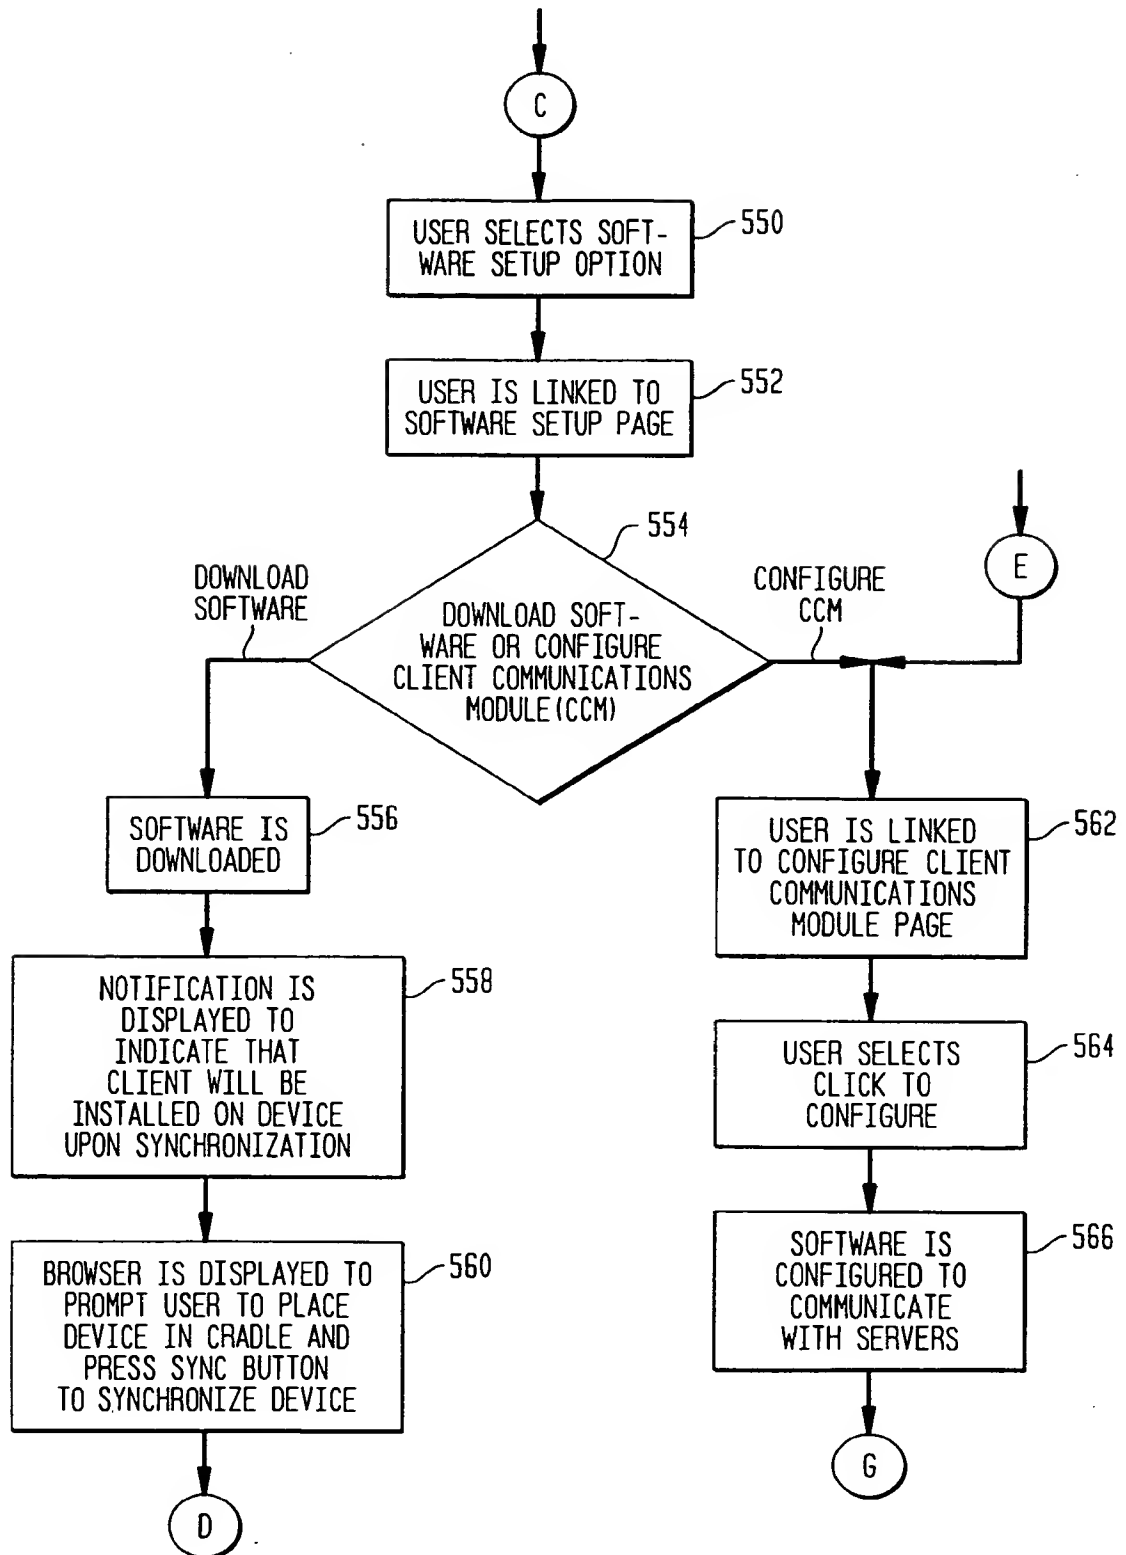 C
USER SELECTS SOFT-
WARE SETUP OPTION
550
USER IS LINKED TO
SOFTWARE SETUP PAGE
552
554
E
DOWNLOAD
SOFTWARE
CONFIGURE
CCM
DOWNLOAD SOFT-
WARE OR CONFIGURE
CLIENT COMMUNICATIONS
MODULE(CCM)
SOFTWARE IS
DOWNLOADED
556
NOTIFICATION IS
DISPLAYED TO
INDICATE THAT
CLIENT WILL BE
INSTALLED ON DEVICE
UPON SYNCHRONIZATION
558
BROWSER IS DISPLAYED TO
PROMPT USER TO PLACE
DEVICE IN CRADLE AND
PRESS SYNC BUTTON
TO SYNCHRONIZE DEVICE
560
D
USER IS LINKED
TO CONFIGURE CLIENT
COMMUNICATIONS
MODULE PAGE
562
USER SELECTS
CLICK TO
CONFIGURE
564
SOFTWARE IS
CONFIGURED TO
COMMUNICATE
WITH SERVERS
566
G